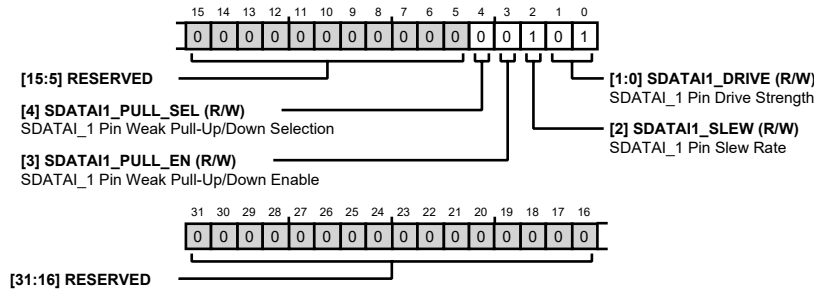 15 14 13 12 11 10 9 8 7 6 5 4 3 2 1 0
0 0 0 0 0 0 0 0 0 0 0 0 0 1 0 1
[15:5] RESERVED
[1:0] SDATAI1_DRIVE (R/W)
SDATAI_1 Pin Drive Strength
[4] SDATAI1_PULL_SEL (R/W)
SDATAI_1 Pin Weak Pull-Up/Down Selection
[2] SDATAI1_SLEW (R/W)
SDATAI_1 Pin Slew Rate
[3] SDATAI1_PULL_EN (R/W)
SDATAI_1 Pin Weak Pull-Up/Down Enable
31 30 29 28 27 26 25 24 23 22 21 20 19 18 17 16
0 0 0 0 0 0 0 0 0 0 0 0 0 0 0 0
[31:16] RESERVED